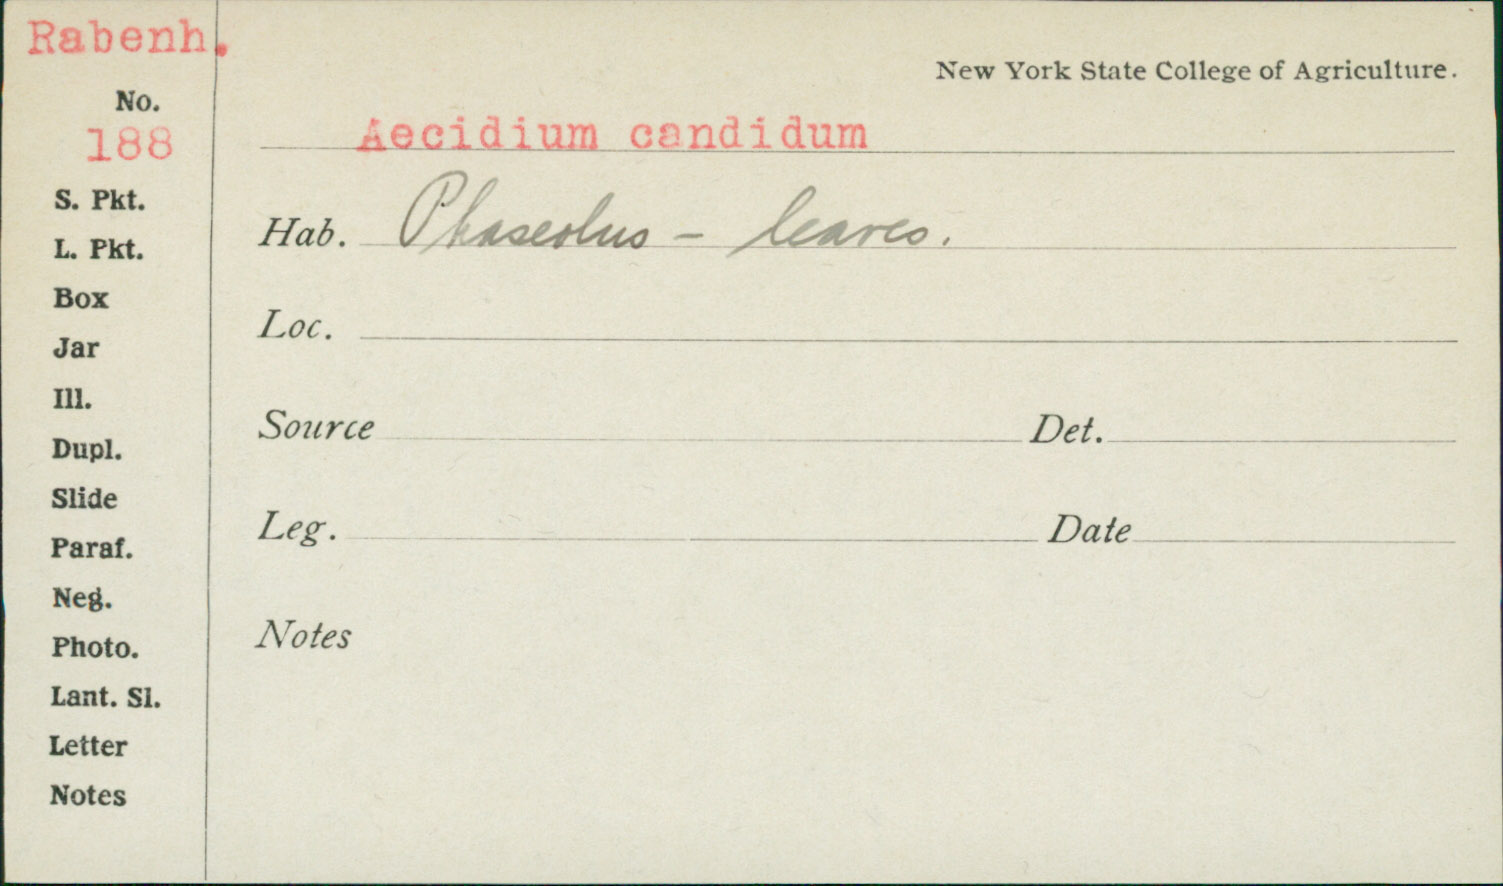 Rabenh.
New York State College of Agriculture.
No.
188
Aecidium candidum
S. Pkt.
Hab. Phaseolus - leaves.
L. Pkt.
Box
Loc.
Jar
Ill.
Source Det.
Dupl.
Slide
Leg. Date
Paraf.
Neg.
Notes
Photo.
Lant. Sl.
Letter
Notes